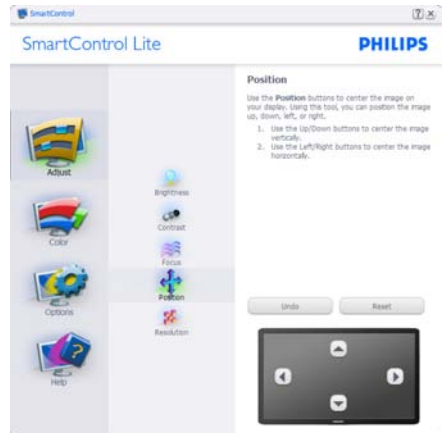 SmartControl
SmartControl Lite
PHILIPS
Adjust
Color
Options
Help
Brightness
Contrast
Focus
Position
Resolution
Position
Use the Position buttons to center the image on
your display. Using this tool, you can position the image
up, down, left, or right.
1. Use the Up/Down buttons to center the image
vertically.
2. Use the Left/Right buttons to center the image
horizontally.
Undo
Reset